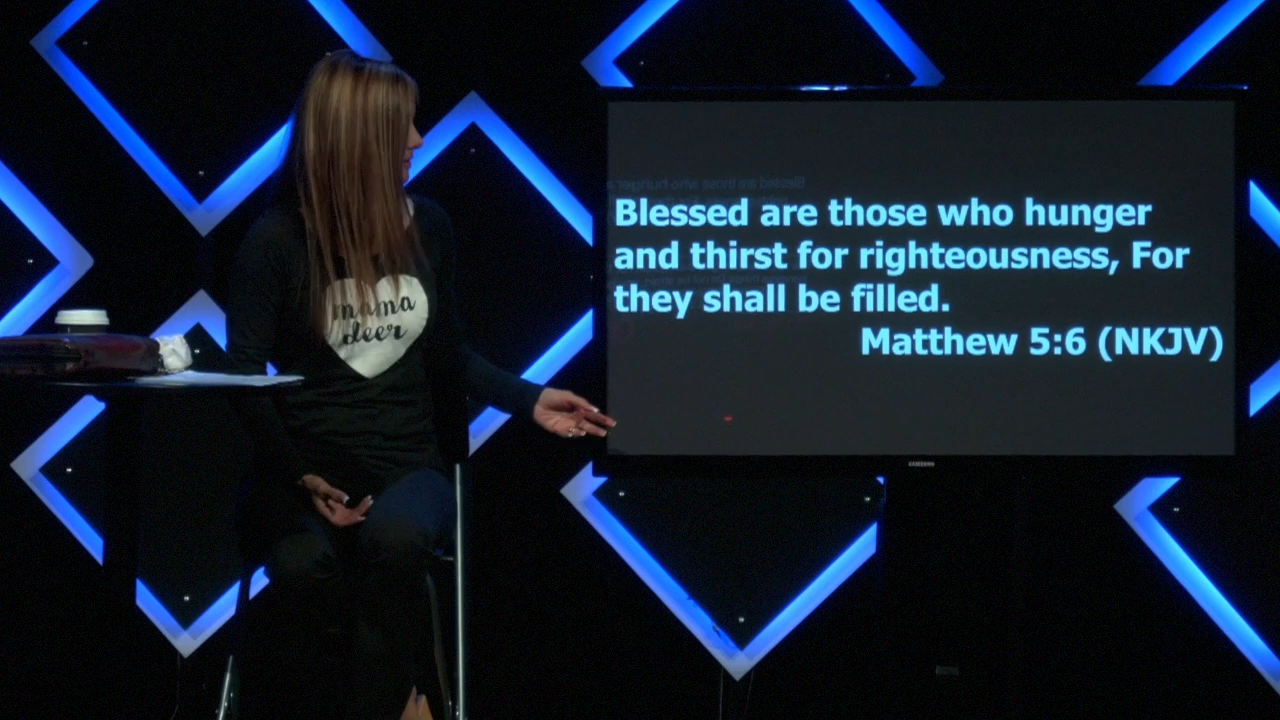 Blessed are those who hunger
and thirst for righteousness, For
they shall be filled.
Matthew 5:6 (NKJV)
mama
deer
SAMSUNG